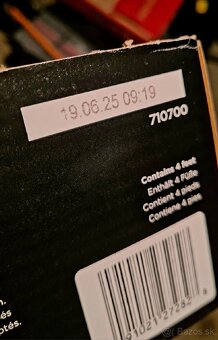 19.06.25 09:19
710700
Contains 4 feet
Enthält 4 Füße
Contient 4 pieds
Contiene 4 pies
Bazos.sk